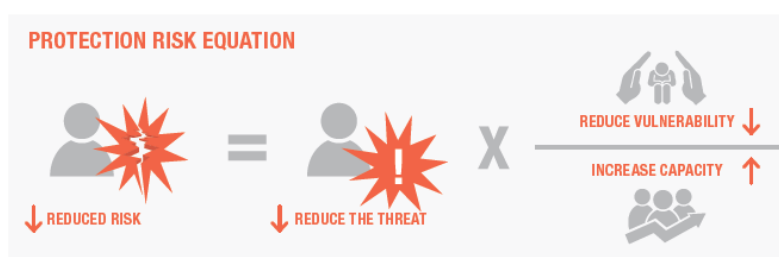 PROTECTION RISK EQUATION
REDUCED RISK
=
REDUCE THE THREAT
!
X
REDUCE VULNERABILITY
INCREASE CAPACITY